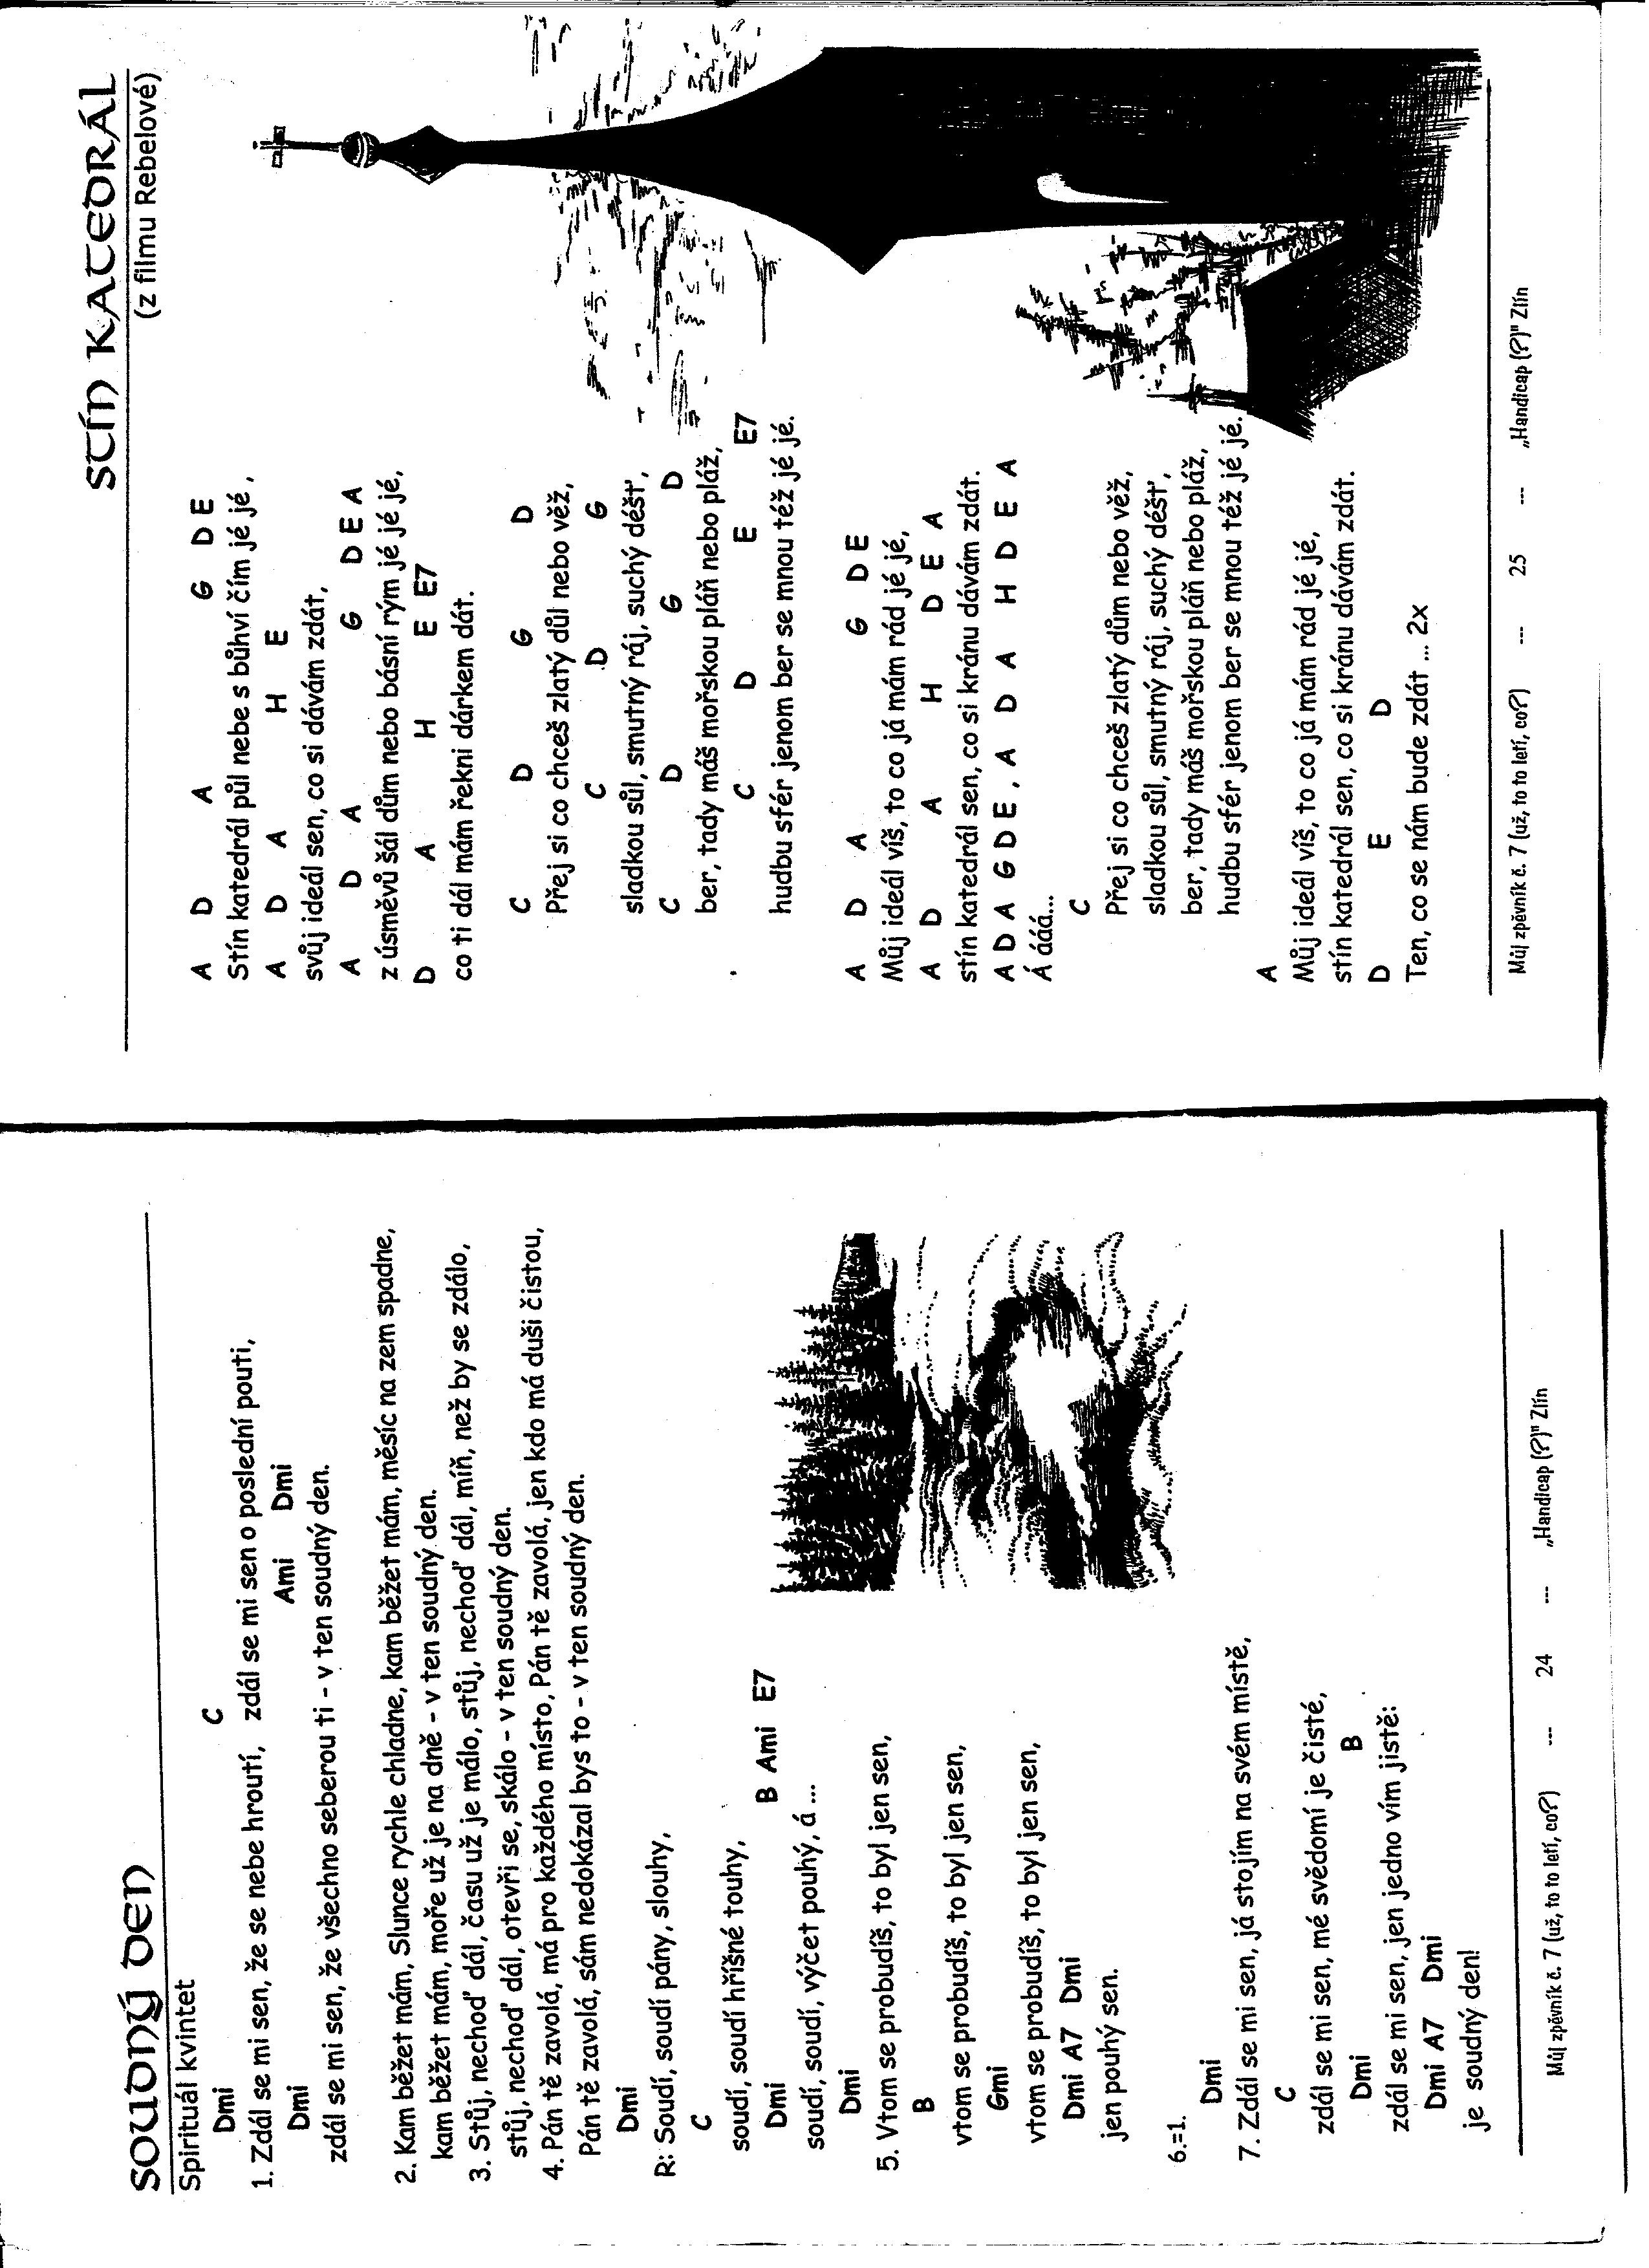 SOUDNÝ DEN
Spirituál kvintet
Dmi C
1. Zdál se mi sen, že se nebe hroutí, zdál se mi sen o poslední pouti,
Dmi Ami Dmi
zdál se mi sen, že všechno seberou ti - v ten soudný den.
2. Kam běžet mám, Slunce rychle chladne, kam běžet mám, měsíc na zem spadne,
kam běžet mám, moře už je na dně - v ten soudný den.
3. Stůj, nechoď dál, času už je málo, stůj, nechoď dál, míň, než by se zdálo,
stůj, nechoď dál, otevři se, skálo - v ten soudný den.
4. Pán tě zavolá, má pro každého místo, Pán tě zavolá, jen kdo má duši čistou,
Pán tě zavolá, sám nedokázal bys to - v ten soudný den.
Dmi
R: Soudí, soudí pány, slouhy,
C
soudí, soudí hříšné touhy,
Dmi B Ami E7
soudí, soudí, výčet pouhý, á ...
Dmi
5. Vtom se probudíš, to byl jen sen,
B
vtom se probudíš, to byl jen sen,
Gmi
vtom se probudíš, to byl jen sen,
Dmi A7 Dmi
jen pouhý sen.
6.=1.
Dmi
7. Zdál se mi sen, já stojím na svém místě,
C
zdál se mi sen, mé svědomí je čisté,
Dmi B
zdál se mi sen, jen jedno vím jistě:
Dmi A7 Dmi
je soudný den!
Můj zpěvník č. 7 (už, to to letí, co?) --- 24 --- „Handicap (?)" Zlín
STÍN KATEDRÁL
(z filmu Rebelové)
A D A G D E
Stín katedrál půl nebe s bůhví čím jé jé ,
A D A H E
svůj ideál sen, co si dávám zdát,
A D A G D E A
z úsměvů šál dům nebo básní rým jé jé jé,
D A H E E7
co ti dál mám řekni dárkem dát.
C D G D
Přej si co chceš zlatý důl nebo věž,
C D G
sladkou sůl, smutný ráj, suchý déšť,
C D G D
ber, tady máš mořskou pláň nebo pláž,
C D E E7
hudbu sfér jenom ber se mnou též jé jé.
A D A G D E
Můj ideál víš, to co já mám rád jé jé,
A D A H D E A
stín katedrál sen, co si kránu dávám zdát.
A D A G D E , A D A D A H D E A
Á ááá...
C
Přej si co chceš zlatý dům nebo věž,
sladkou sůl, smutný ráj, suchý déšť,
ber, tady máš mořskou pláň nebo pláž,
hudbu sfér jenom ber se mnou též jé jé.
A
Můj ideál víš, to co já mám rád jé jé,
stín katedrál sen, co si kránu dávám zdát.
D E D
Ten, co se nám bude zdát ... 2x
Můj zpěvník č. 7 (už, to to letí, co?) --- 25 --- „Handicap (?)" Zlín